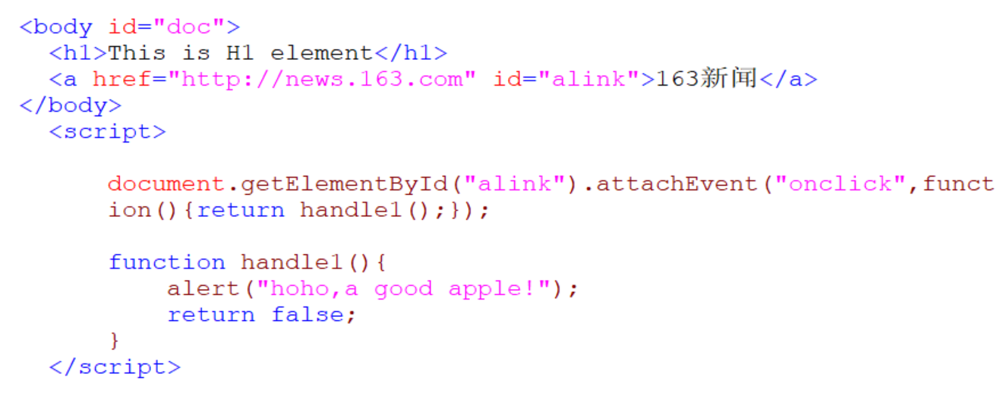 <body id="doc">
<h1>This is H1 element</h1>
<a href="http://news.163.com" id="alink">163新闻</a>
</body>
<script>
document.getElementById("alink").attachEvent("onclick",funct
ion(){return handle1();});
function handle1(){
alert("hoho,a good apple!");
return false;
}
</script>